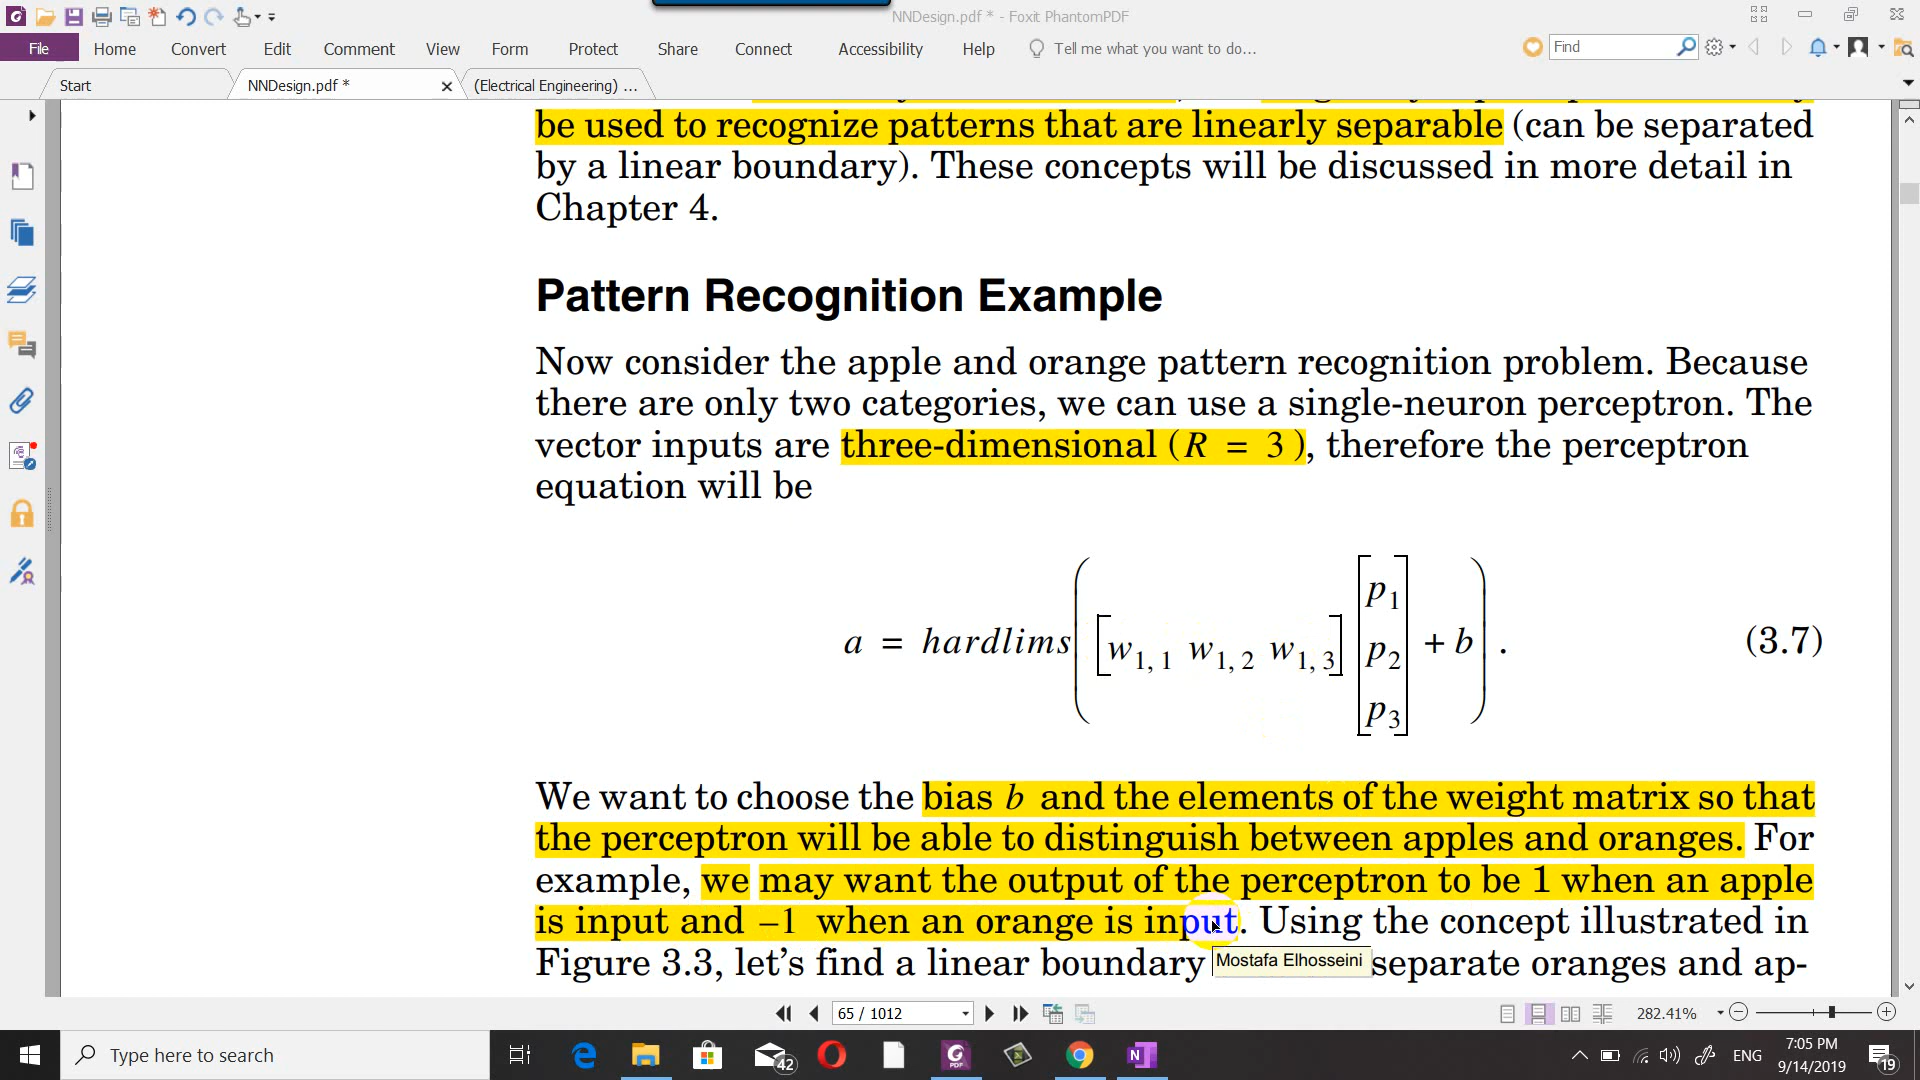 NNDesign.pdf * - Foxit PhantomPDF
File Home Convert Edit Comment View Form Protect Share Connect Accessibility Help Tell me what you want to do... Find
Start NNDesign.pdf * (Electrical Engineering) ...
be used to recognize patterns that are linearly separable (can be separated
by a linear boundary). These concepts will be discussed in more detail in
Chapter 4.
Pattern Recognition Example
Now consider the apple and orange pattern recognition problem. Because
there are only two categories, we can use a single-neuron perceptron. The
vector inputs are three-dimensional (R = 3), therefore the perceptron
equation will be
a = hardlims([w1, 1 w1, 2 w1, 3] [p1 p2 p3] + b) . (3.7)
We want to choose the bias b and the elements of the weight matrix so that
the perceptron will be able to distinguish between apples and oranges. For
example, we may want the output of the perceptron to be 1 when an apple
is input and –1 when an orange is input. Using the concept illustrated in
Figure 3.3, let's find a linear boundary Mostafa Elhosseini separate oranges and ap-
65 / 1012 282.41%
Type here to search 42 ENG 7:05 PM
9/14/2019 19